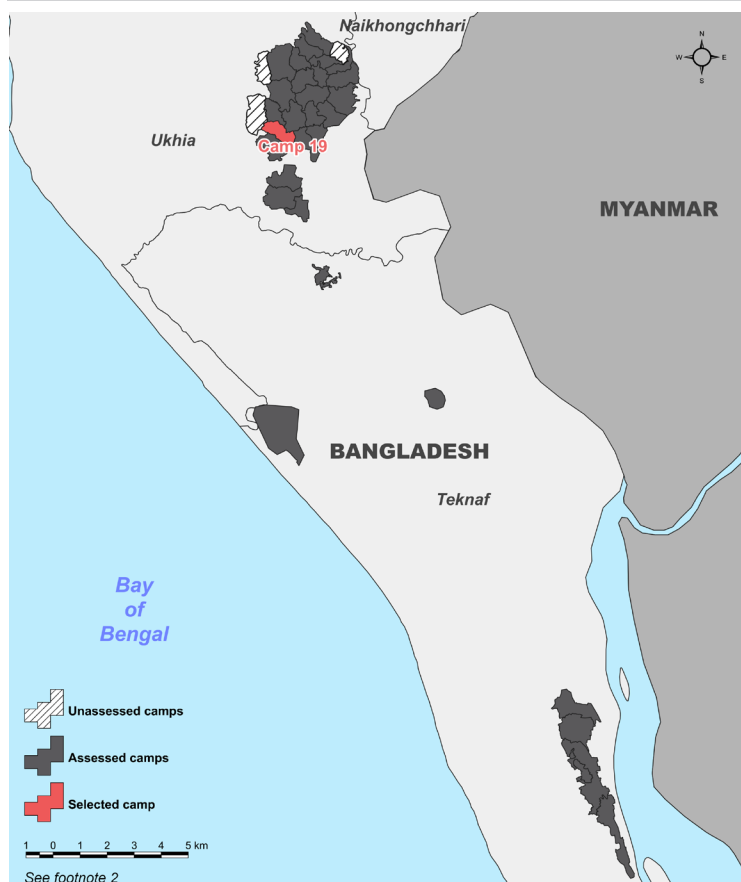 Naikhongchhari
N
W E
S
Ukhia
Camp 19
MYANMAR
BANGLADESH
Teknaf
Bay
of
Bengal
Unassessed camps
Assessed camps
Selected camp
1 0 1 2 3 4 5 km
See footnote 2